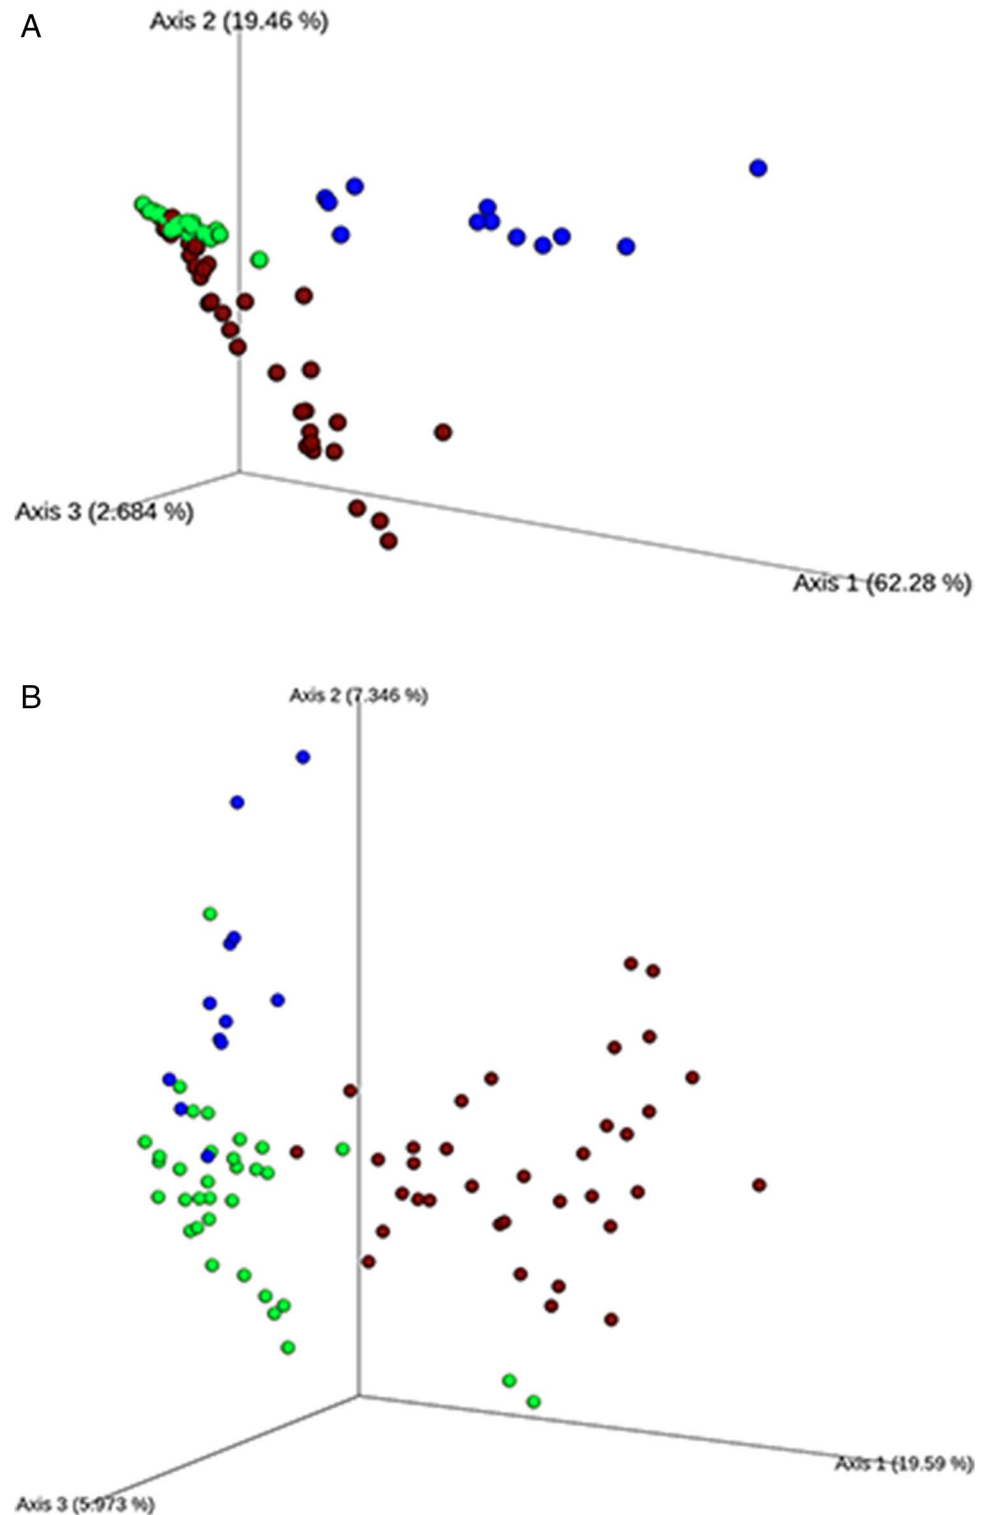 A
Axis 2 (19.46 %)
Axis 3 (2.684 %)
Axis 1 (62.28 %)
B
Axis 2 (7.346 %)
Axis 1 (19.59 %)
Axis 3 (5.973 %)